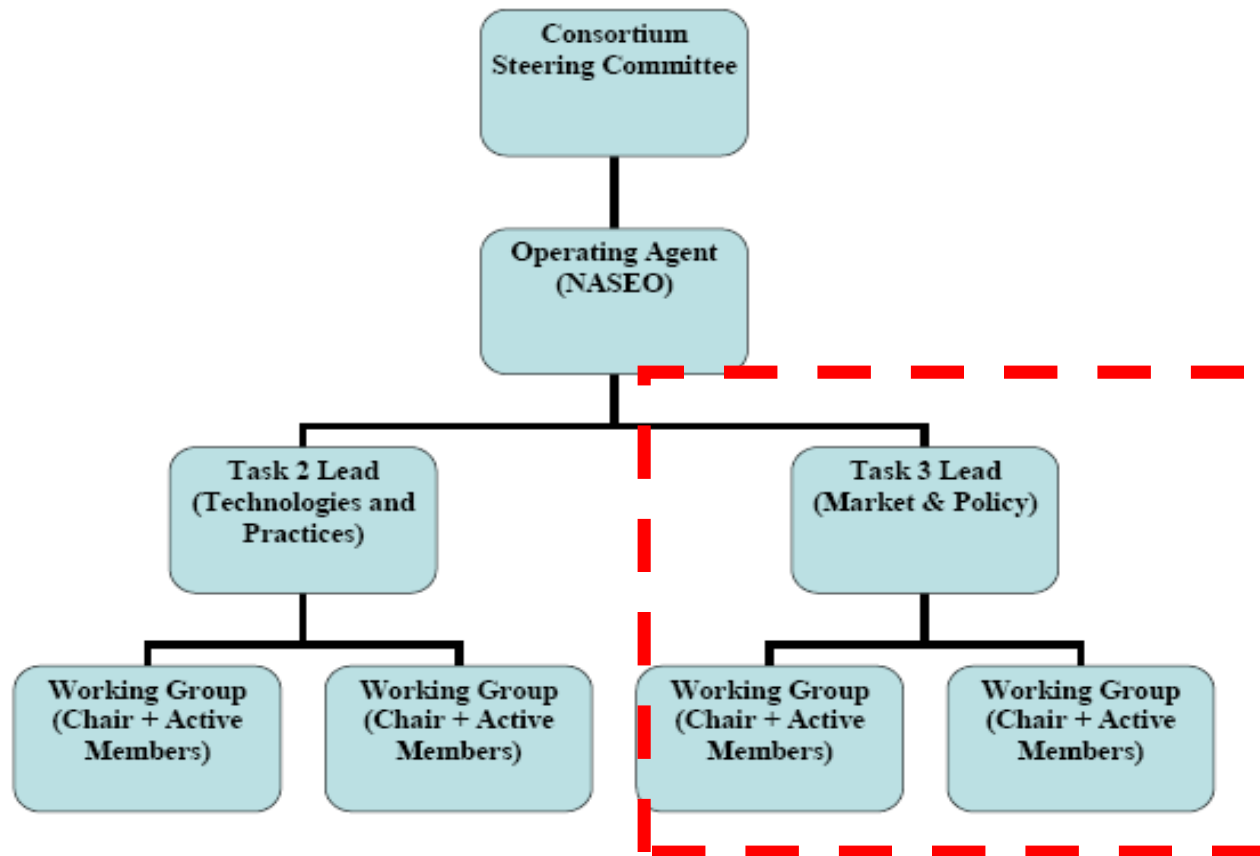 Consortium
Steering Committee
Operating Agent
(NASEO)
Task 2 Lead
(Technologies and
Practices)
Task 3 Lead
(Market & Policy)
Working Group
(Chair + Active
Members)
Working Group
(Chair + Active
Members)
Working Group
(Chair + Active
Members)
Working Group
(Chair + Active
Members)